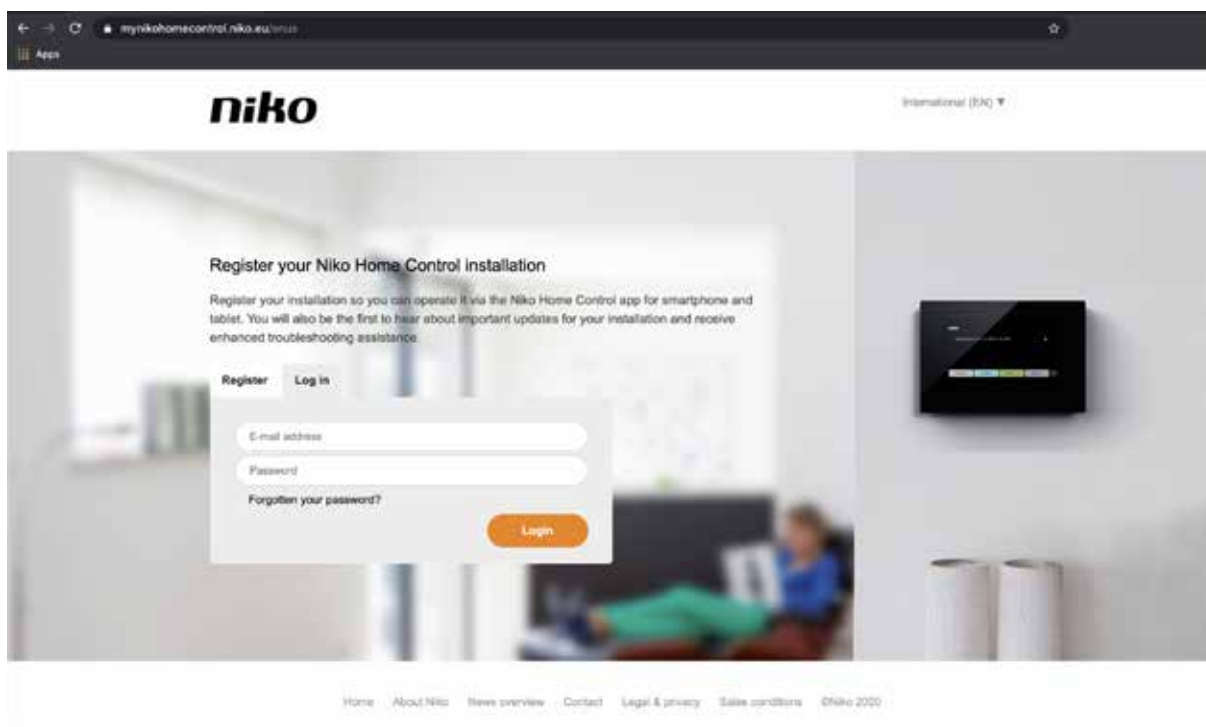 mynikohomecontrol.niko.eu/enus
Apps
niko
International (EN) ▼
Register your Niko Home Control installation
Register your installation so you can operate it via the Niko Home Control app for smartphone and
tablet. You will also be the first to hear about important updates for your installation and receive
enhanced troubleshooting assistance
Register Log in
E-mail address
Password
Forgotten your password?
Login
Home About Niko News overview Contact Legal & privacy Sales conditions ©Niko 2020